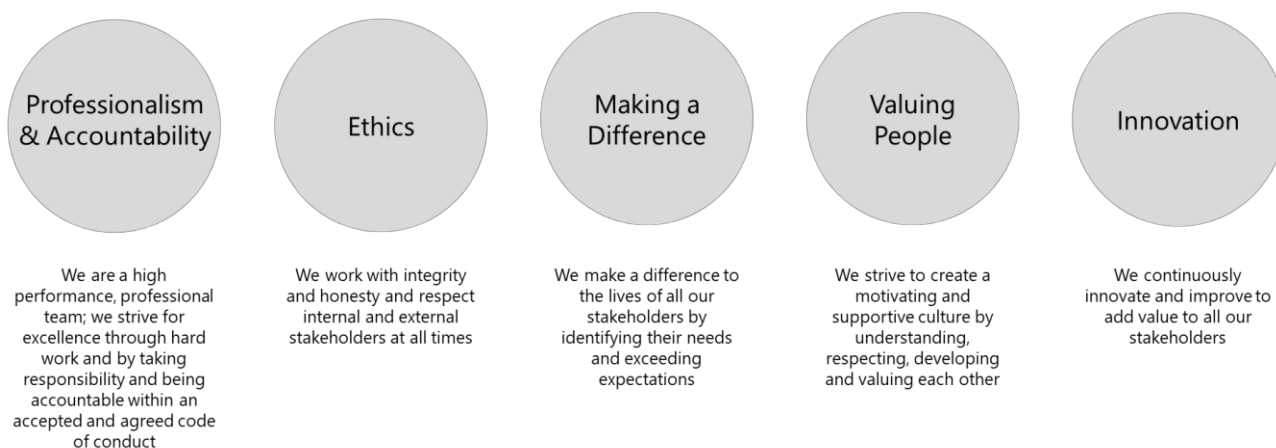 Professionalism
& Accountability
Ethics
Making a
Difference
Valuing
People
Innovation
We are a high
performance, professional
team; we strive for
excellence through hard
work and by taking
responsibility and being
accountable within an
accepted and agreed code
of conduct
We work with integrity
and honesty and respect
internal and external
stakeholders at all times
We make a difference to
the lives of all our
stakeholders by
identifying their needs
and exceeding
expectations
We strive to create a
motivating and
supportive culture by
understanding,
respecting, developing
and valuing each other
We continuously
innovate and improve to
add value to all our
stakeholders